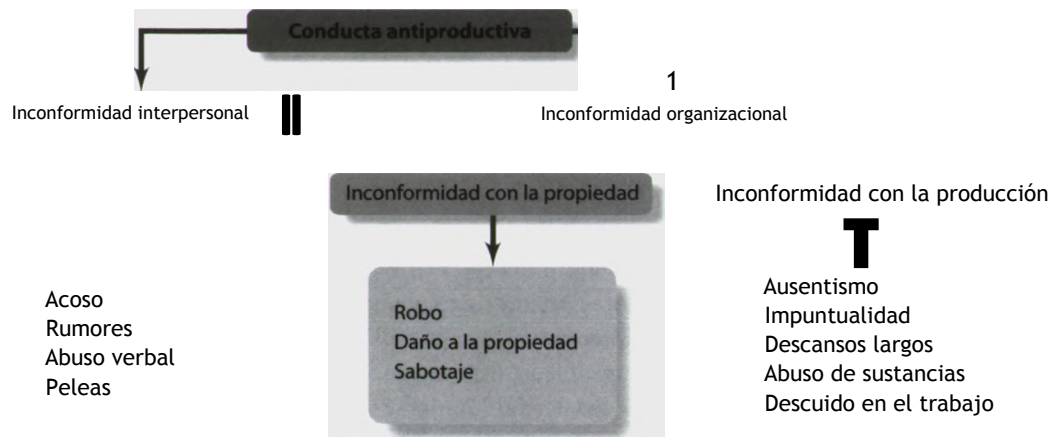 Conducta antiproductiva
1
Inconformidad interpersonal
Inconformidad organizacional
Inconformidad con la propiedad
Inconformidad con la producción
Acoso
Rumores
Abuso verbal
Peleas
Robo
Daño a la propiedad
Sabotaje
Ausentismo
Impuntualidad
Descansos largos
Abuso de sustancias
Descuido en el trabajo